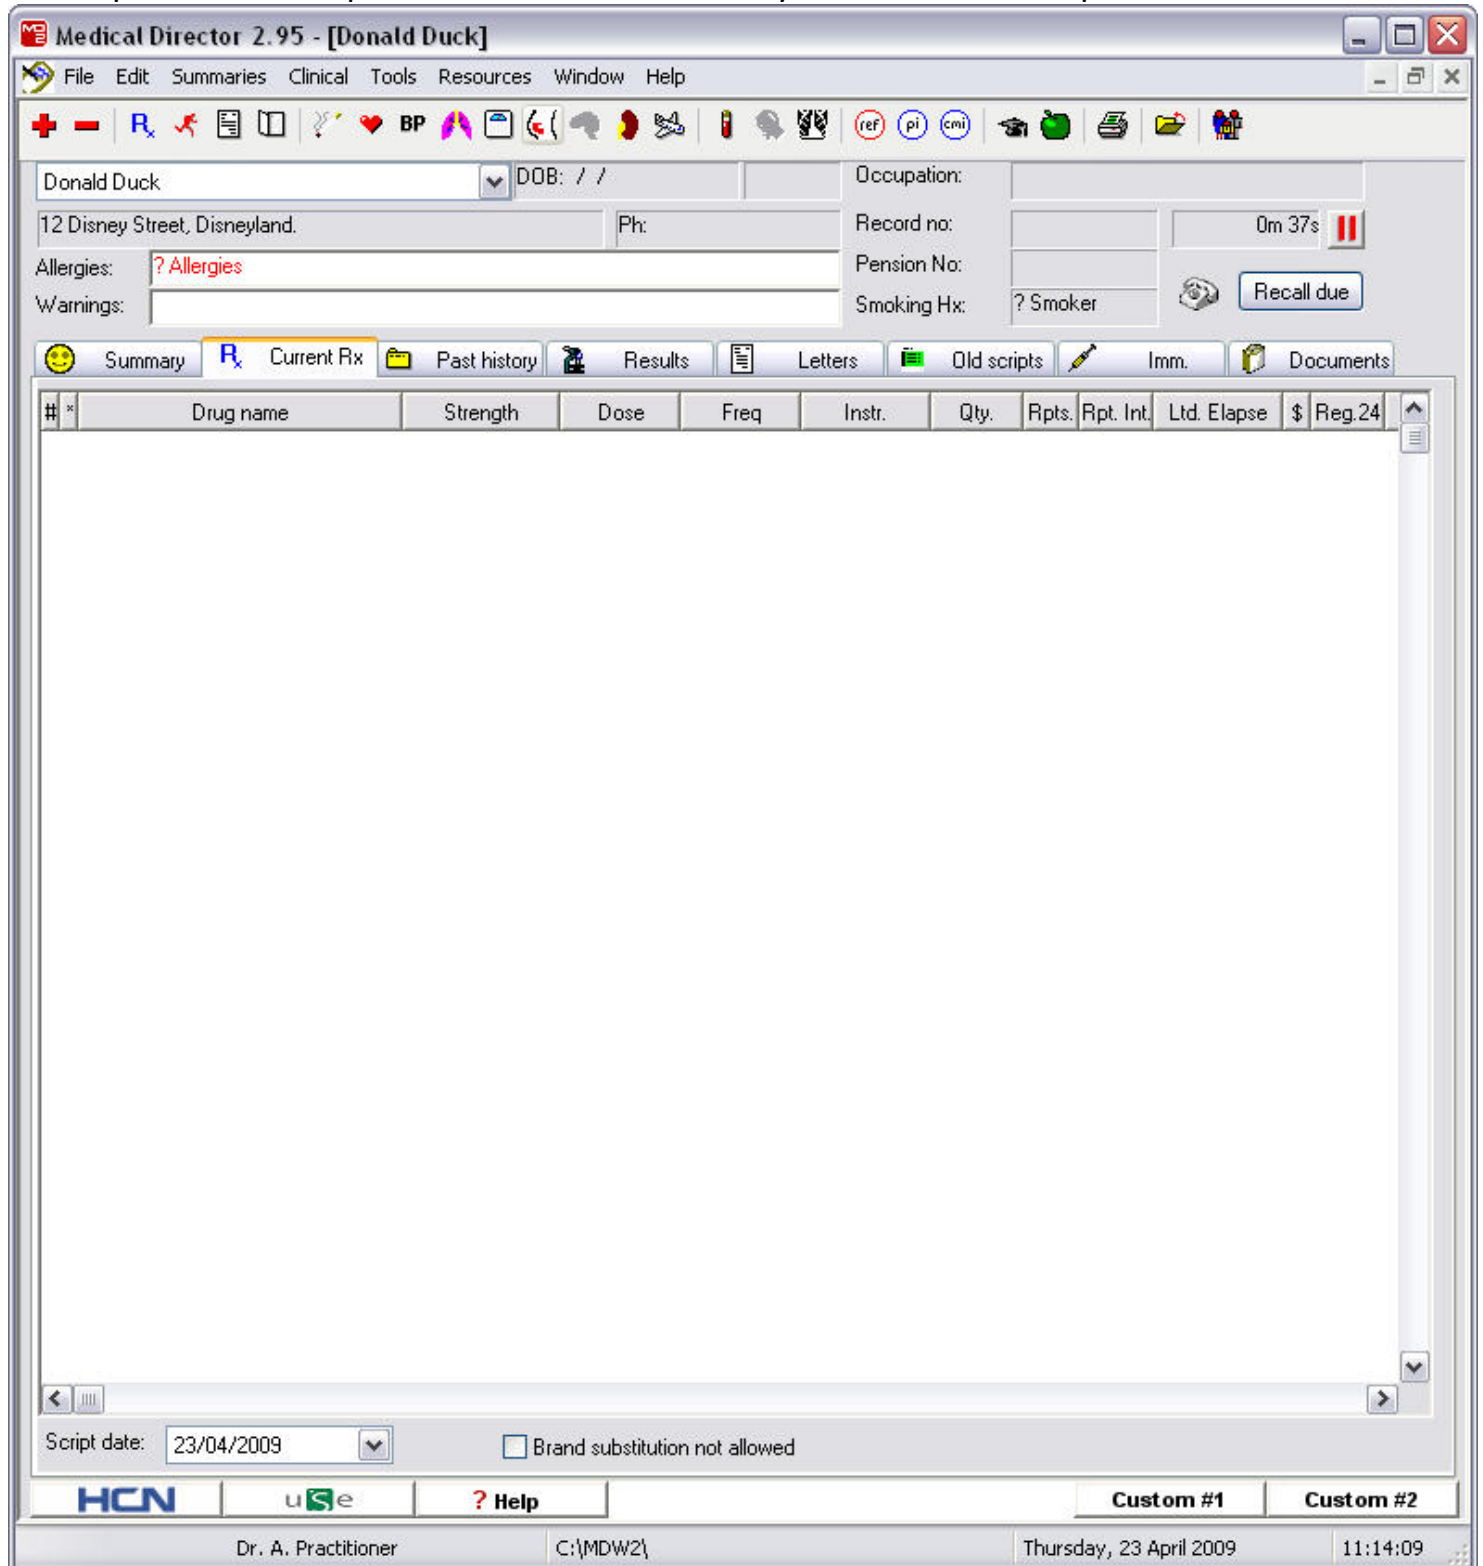 Medical Director 2.95 - [Donald Duck]
File Edit Summaries Clinical Tools Resources Window Help
Rx BP ref pi cmi
Donald Duck DOB: / / Occupation:
12 Disney Street, Disneyland. Ph: Record no: 0m 37s
Allergies: ? Allergies Pension No:
Warnings: Smoking Hx: ? Smoker Recall due
Summary Rx Current Rx Past history Results Letters Old scripts Imm. Documents
# * Drug name Strength Dose Freq Instr. Qty. Rpts. Rpt. Int. Ltd. Elapse $ Reg.24
Script date: 23/04/2009 Brand substitution not allowed
HCN uSe ? Help Custom #1 Custom #2
Dr. A. Practitioner C:\MDW2\ Thursday, 23 April 2009 11:14:09